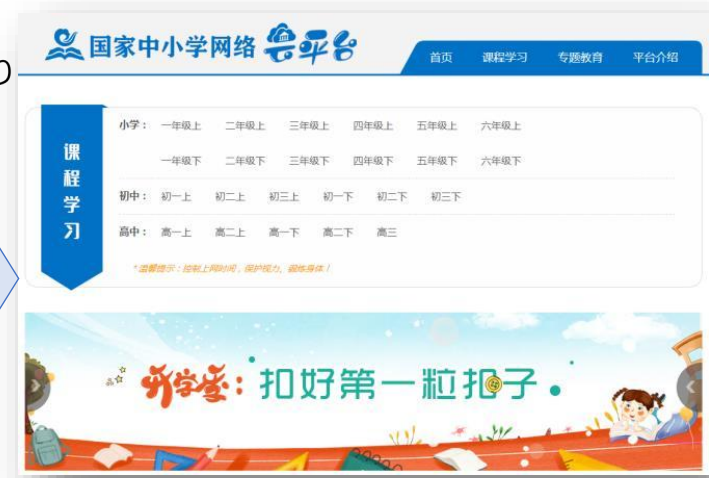 国家中小学网络云平台
首页 课程学习 专题教育 平台介绍
课程学习
小学： 一年级上 二年级上 三年级上 四年级上 五年级上 六年级上
一年级下 二年级下 三年级下 四年级下 五年级下 六年级下
初中： 初一上 初二上 初三上 初一下 初二下 初三下
高中： 高一上 高二上 高一下 高二下 高三
*温馨提示：控制上网时间，保护视力，锻炼身体！
开学季：扣好第一粒扣子